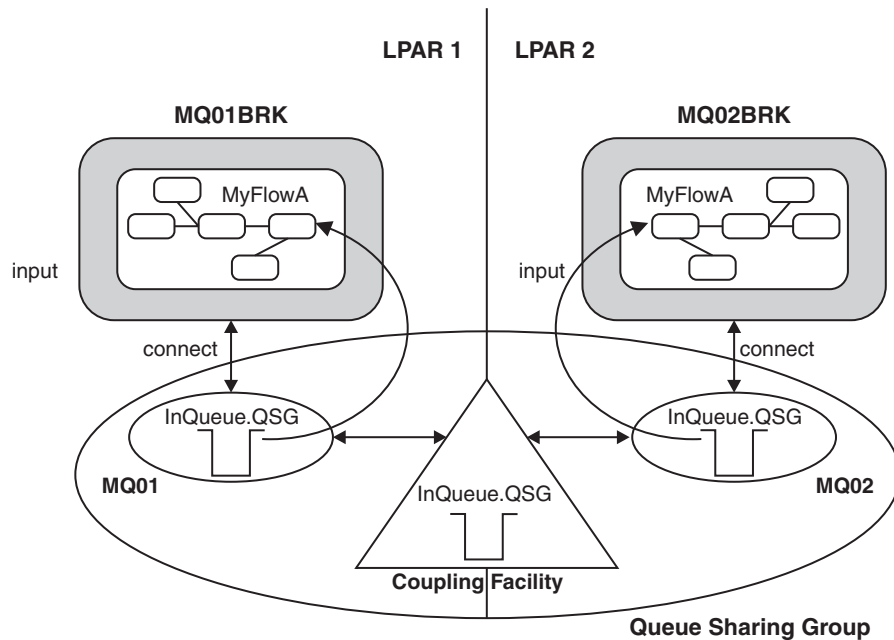 LPAR 1
LPAR 2
MQ01BRK
MQ02BRK
MyFlowA
MyFlowA
input
input
connect
connect
InQueue.QSG
InQueue.QSG
MQ01
MQ02
InQueue.QSG
Coupling Facility
Queue Sharing Group